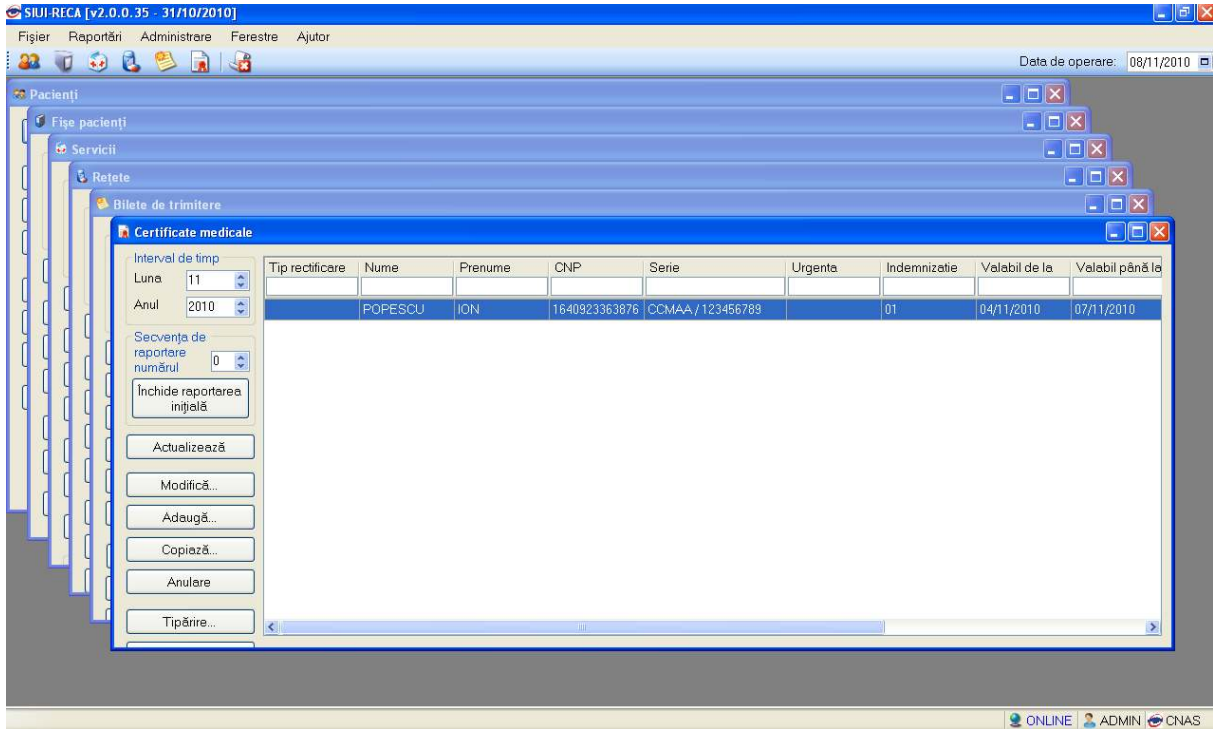 SIUI-RECA [v2.0.0.35 - 31/10/2010]
Fişier Raportări Administrare Ferestre Ajutor
Data de operare: 08/11/2010
Pacienţi
Fişe pacienţi
Servicii
Reţete
Bilete de trimitere
Certificate medicale
Interval de timp
Luna 11
Anul 2010
Secvenţa de
raportare
numărul 0
Închide raportarea
iniţială
Actualizează
Modifică...
Adaugă...
Copiază...
Anulare
Tipărire...
Tip rectificare Nume Prenume CNP Serie Urgenta Indemnizatie Valabil de la Valabil până la
POPESCU ION 1640923363876 CCMAA / 123456789 01 04/11/2010 07/11/2010
ONLINE ADMIN CNAS